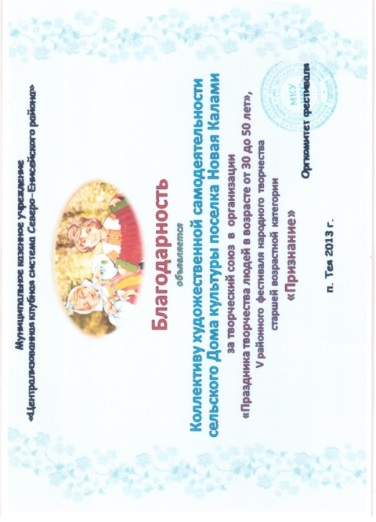 Муниципальное казенное учреждение
«Централизованная клубная система Северо-Енисейского района»
Благодарность
объявляется
Коллективу художественной самодеятельности
сельского Дома культуры поселка Новая Калами
за творческий союз в организации
«Праздника творчества людей в возрасте от 30 до 50 лет»,
V районного фестиваля народного творчества
старшей возрастной категории
«Признание»
Оргкомитет фестиваля
МКУ
п. Тея 2013 г.